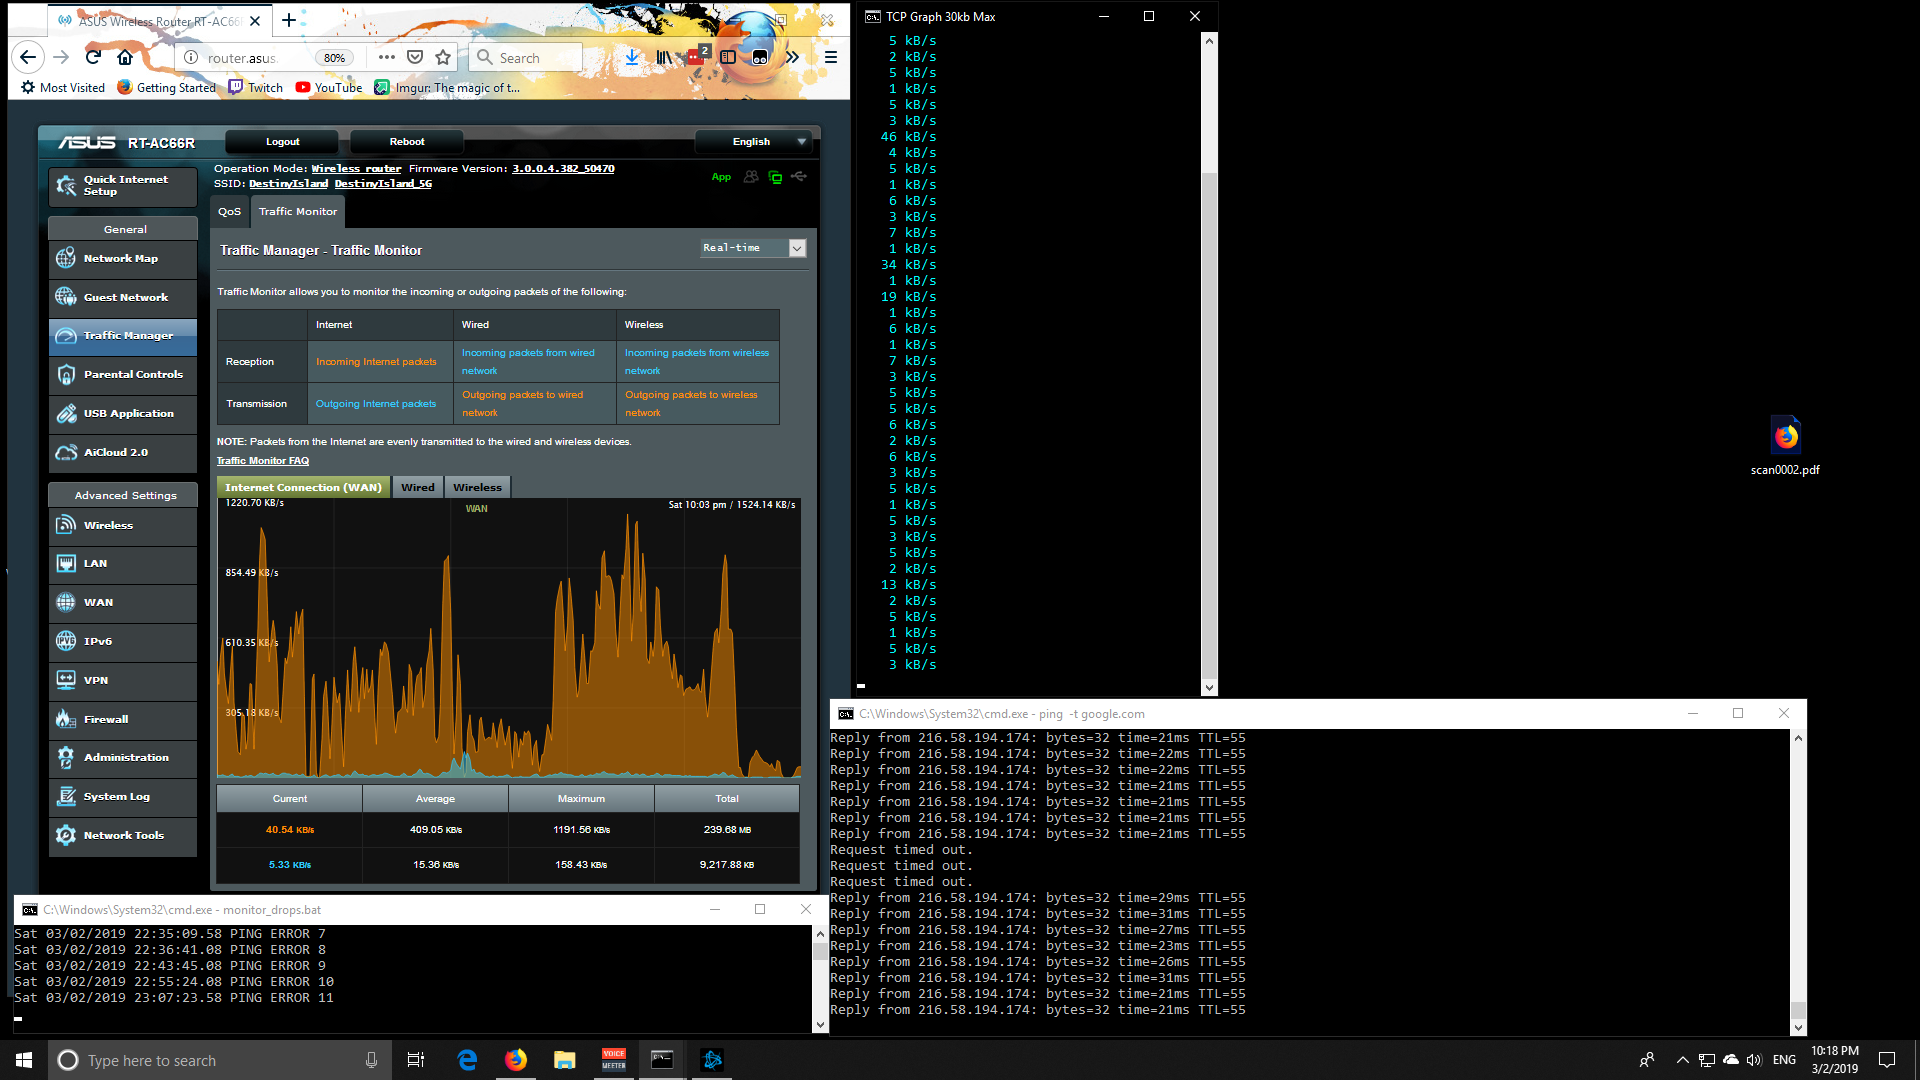 ASUS Wireless Router RT-AC66
router.asus.
80%
Search
2
Most Visited
Getting Started
Twitch
YouTube
Imgur: The magic of t...
ASUS RT-AC66R
Logout
Reboot
English
Operation Mode: Wireless router Firmware Version: 3.0.0.4.382_50470
SSID: DestinyIsland DestinyIsland_5G
App
Quick Internet
Setup
General
Network Map
Guest Network
Traffic Manager
Parental Controls
USB Application
AiCloud 2.0
Advanced Settings
Wireless
LAN
WAN
IPv6
VPN
Firewall
Administration
System Log
Network Tools
QoS
Traffic Monitor
Traffic Manager - Traffic Monitor
Real-time
Traffic Monitor allows you to monitor the incoming or outgoing packets of the following:
Internet Wired Wireless
Reception Incoming Internet packets Incoming packets from wired network Incoming packets from wireless network
Transmission Outgoing Internet packets Outgoing packets to wired network Outgoing packets to wireless network
NOTE: Packets from the Internet are evenly transmitted to the wired and wireless devices.
Traffic Monitor FAQ
Internet Connection (WAN) Wired Wireless
1220.70 KB/s
WAN
Sat 10:03 pm / 1524.14 KB/s
854.49 KB/s
610.35 KB/s
305.18 KB/s
Current Average Maximum Total
40.54 KB/s 409.05 KB/s 1191.56 KB/s 239.68 MB
5.33 KB/s 15.36 KB/s 158.43 KB/s 9,217.88 KB
TCP Graph 30kb Max
5 kB/s
2 kB/s
5 kB/s
1 kB/s
5 kB/s
3 kB/s
46 kB/s
4 kB/s
5 kB/s
1 kB/s
6 kB/s
3 kB/s
7 kB/s
1 kB/s
34 kB/s
1 kB/s
19 kB/s
1 kB/s
6 kB/s
1 kB/s
7 kB/s
3 kB/s
5 kB/s
5 kB/s
6 kB/s
2 kB/s
6 kB/s
3 kB/s
5 kB/s
1 kB/s
5 kB/s
3 kB/s
5 kB/s
2 kB/s
13 kB/s
2 kB/s
5 kB/s
1 kB/s
5 kB/s
3 kB/s
scan0002.pdf
C:\Windows\System32\cmd.exe - ping -t google.com
Reply from 216.58.194.174: bytes=32 time=21ms TTL=55
Reply from 216.58.194.174: bytes=32 time=22ms TTL=55
Reply from 216.58.194.174: bytes=32 time=22ms TTL=55
Reply from 216.58.194.174: bytes=32 time=21ms TTL=55
Reply from 216.58.194.174: bytes=32 time=21ms TTL=55
Reply from 216.58.194.174: bytes=32 time=21ms TTL=55
Reply from 216.58.194.174: bytes=32 time=21ms TTL=55
Request timed out.
Request timed out.
Request timed out.
Reply from 216.58.194.174: bytes=32 time=29ms TTL=55
Reply from 216.58.194.174: bytes=32 time=31ms TTL=55
Reply from 216.58.194.174: bytes=32 time=27ms TTL=55
Reply from 216.58.194.174: bytes=32 time=23ms TTL=55
Reply from 216.58.194.174: bytes=32 time=26ms TTL=55
Reply from 216.58.194.174: bytes=32 time=31ms TTL=55
Reply from 216.58.194.174: bytes=32 time=21ms TTL=55
Reply from 216.58.194.174: bytes=32 time=21ms TTL=55
C:\Windows\System32\cmd.exe - monitor_drops.bat
Sat 03/02/2019 22:35:09.58 PING ERROR 7
Sat 03/02/2019 22:36:41.08 PING ERROR 8
Sat 03/02/2019 22:43:45.08 PING ERROR 9
Sat 03/02/2019 22:55:24.08 PING ERROR 10
Sat 03/02/2019 23:07:23.58 PING ERROR 11
Type here to search
VOICE
MEETER
ENG
10:18 PM
3/2/2019